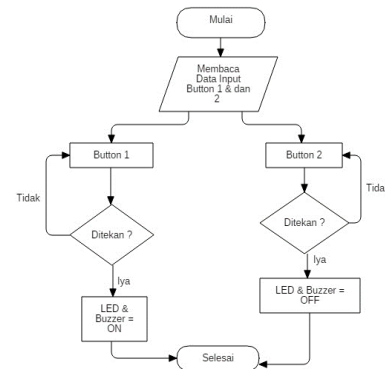 Mulai
Membaca
Data Input
Button 1 & dan
2
Button 1
Button 2
Tidak
Tida
Ditekan ?
Ditekan ?
Iya
Iya
LED &
Buzzer =
ON
LED & Buzzer =
OFF
Selesai